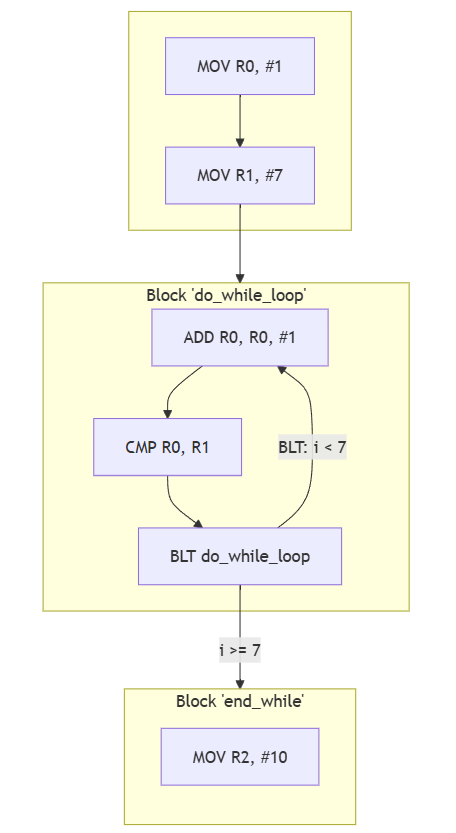 MOV R0, #1
MOV R1, #7
Block 'do_while_loop'
ADD R0, R0, #1
CMP R0, R1
BLT: i < 7
BLT do_while_loop
i >= 7
Block 'end_while'
MOV R2, #10